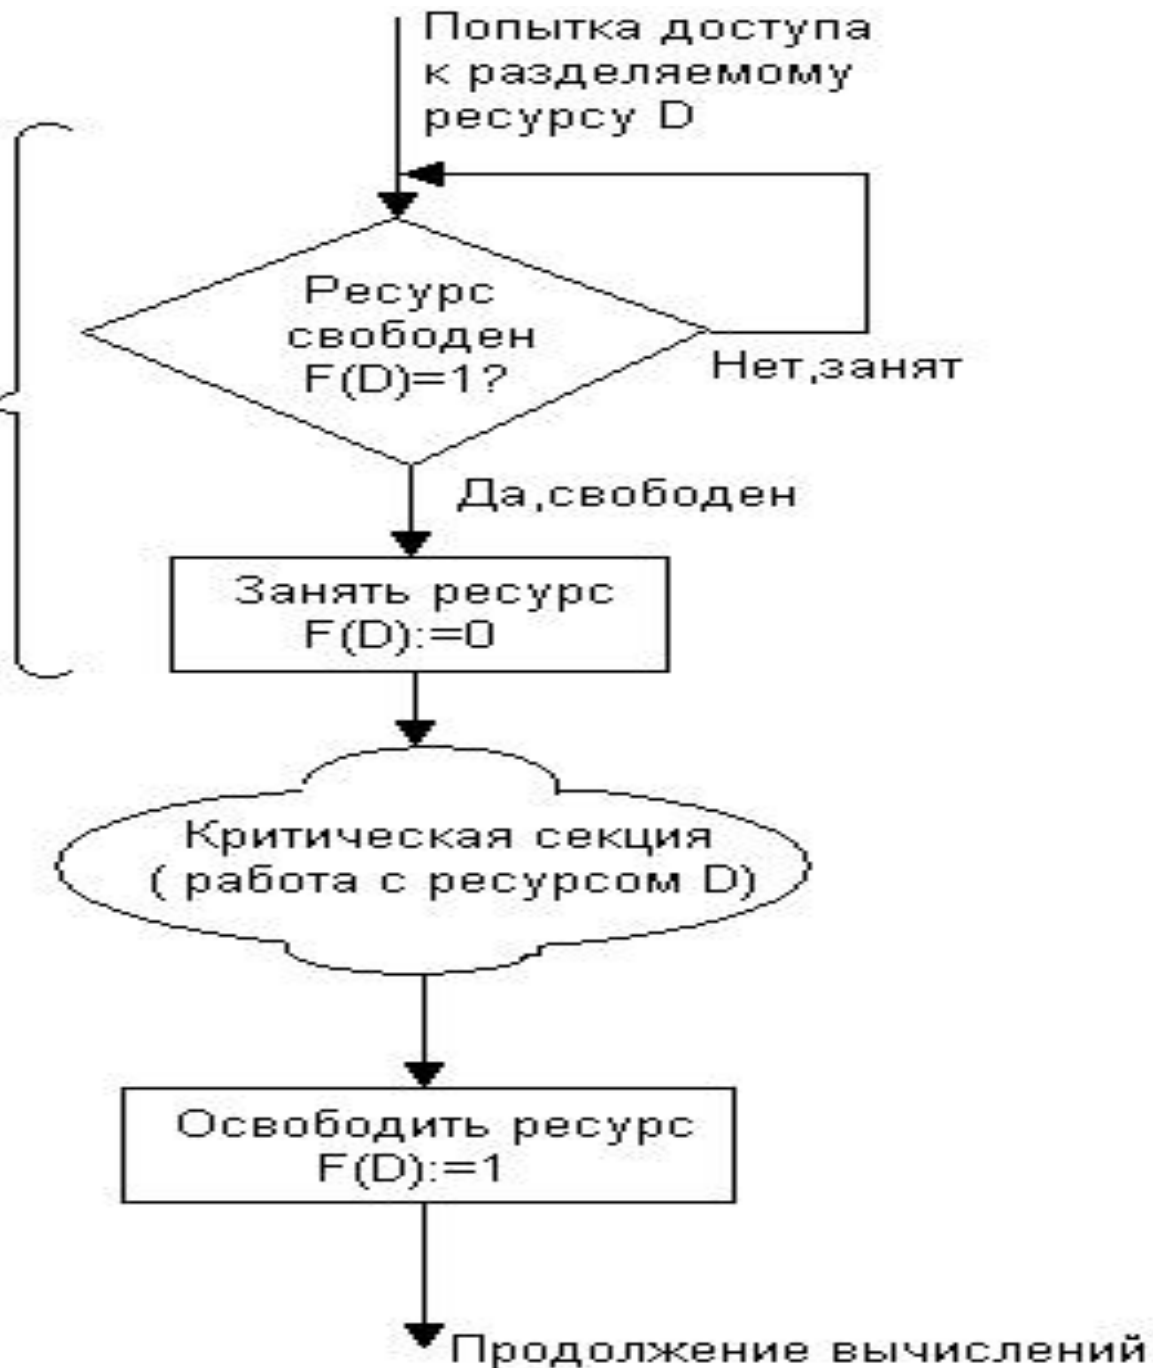 Попытка доступа
к разделяемому
ресурсу D
Ресурс
свободен
F(D)=1?
Нет,занят
Да,свободен
Занять ресурс
F(D):=0
Критическая секция
( работа с ресурсом D)
Освободить ресурс
F(D):=1
Продолжение вычислений